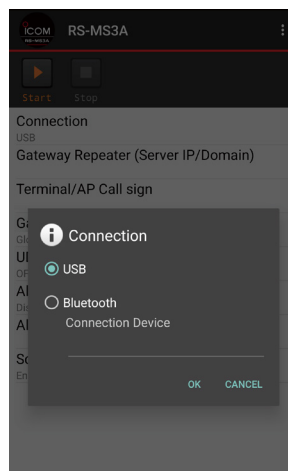 ICOM
RS-MS3A
RS-MS3A
Start
Stop
Connection
USB
Gateway Repeater (Server IP/Domain)
Terminal/AP Call sign
Connection
USB
Bluetooth
Connection Device
OK
CANCEL